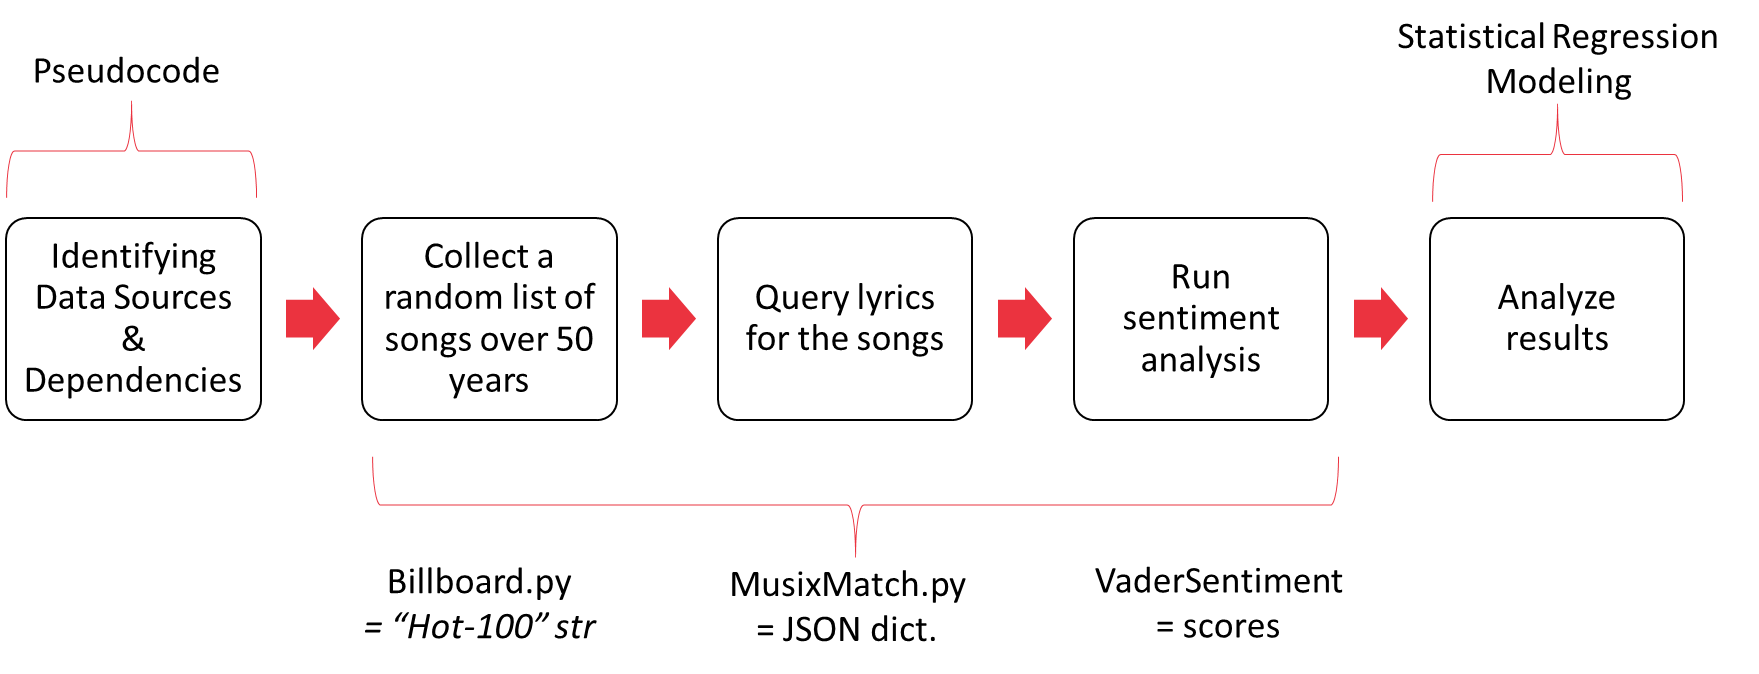 Pseudocode
Statistical Regression
Modeling
Identifying
Data Sources
&
Dependencies
Collect a
random list of
songs over 50
years
Query lyrics
for the songs
Run
sentiment
analysis
Analyze
results
Billboard.py
= “Hot-100” str
MusixMatch.py
= JSON dict.
VaderSentiment
= scores